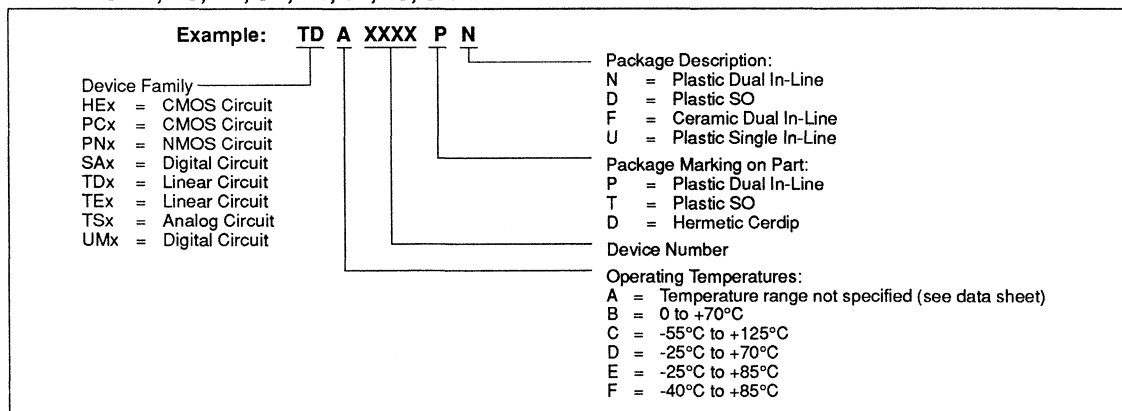 Example: TD A XXXX P N
Device Family
HEx = CMOS Circuit
PCx = CMOS Circuit
PNx = NMOS Circuit
SAx = Digital Circuit
TDx = Linear Circuit
TEx = Linear Circuit
TSx = Analog Circuit
UMx = Digital Circuit
Package Description:
N = Plastic Dual In-Line
D = Plastic SO
F = Ceramic Dual In-Line
U = Plastic Single In-Line
Package Marking on Part:
P = Plastic Dual In-Line
T = Plastic SO
D = Hermetic Cerdip
Device Number
Operating Temperatures:
A = Temperature range not specified (see data sheet)
B = 0 to +70°C
C = -55°C to +125°C
D = -25°C to +70°C
E = -25°C to +85°C
F = -40°C to +85°C